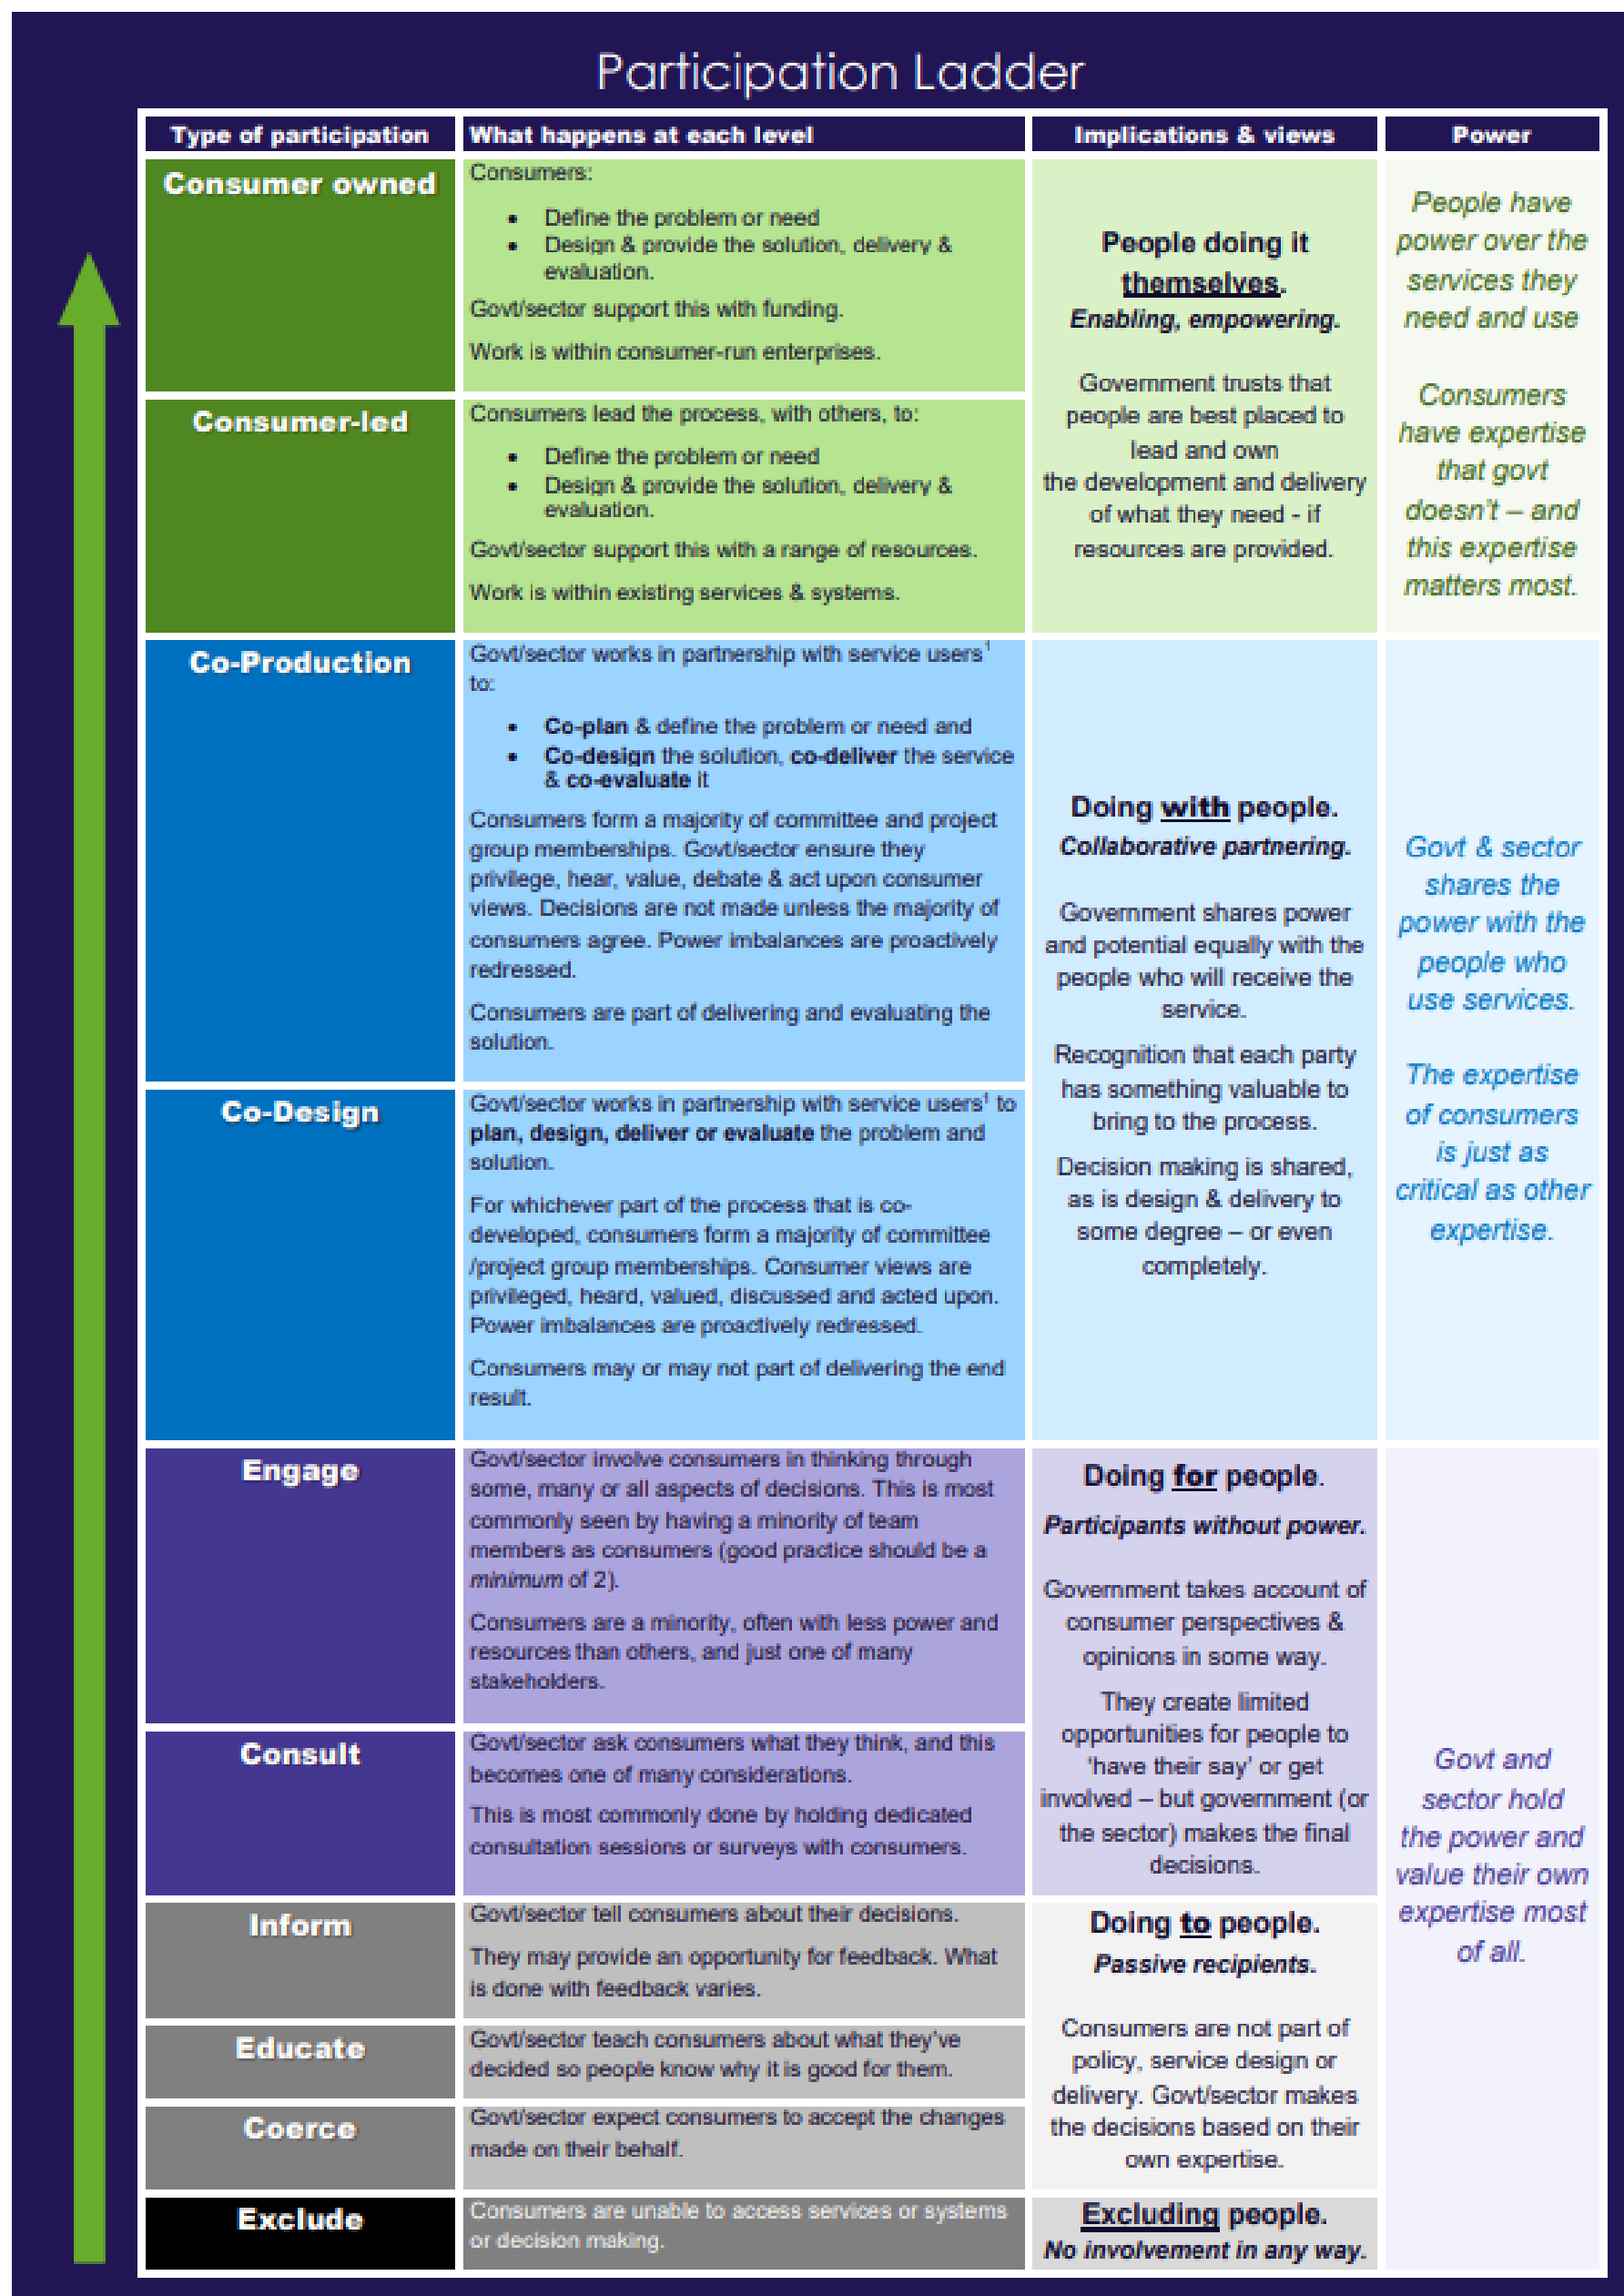 Participation Ladder
Type of participation
What happens at each level
Implications & views
Power
Consumer owned
Consumers:
• Define the problem or need
• Design & provide the solution, delivery &
evaluation.
Govt/sector support this with funding.
Work is within consumer-run enterprises.
Consumer-led
Consumers lead the process, with others, to:
• Define the problem or need
• Design & provide the solution, delivery &
evaluation.
Govt/sector support this with a range of resources.
Work is within existing services & systems.
People doing it
themselves.
Enabling, empowering.
Government trusts that
people are best placed to
lead and own
the development and delivery
of what they need - if
resources are provided.
People have
power over the
services they
need and use
Consumers
have expertise
that govt
doesn't – and
this expertise
matters most.
Co-Production
Govt/sector works in partnership with service users¹
to:
• Co-plan & define the problem or need and
• Co-design the solution, co-deliver the service
& co-evaluate it
Consumers form a majority of committee and project
group memberships. Govt/sector ensure they
privilege, hear, value, debate & act upon consumer
views. Decisions are not made unless the majority of
consumers agree. Power imbalances are proactively
redressed.
Consumers are part of delivering and evaluating the
solution.
Co-Design
Govt/sector works in partnership with service users¹ to
plan, design, deliver or evaluate the problem and
solution.
For whichever part of the process that is co-
developed, consumers form a majority of committee
/project group memberships. Consumer views are
privileged, heard, valued, discussed and acted upon.
Power imbalances are proactively redressed.
Consumers may or may not part of delivering the end
result.
Doing with people.
Collaborative partnering.
Government shares power
and potential equally with the
people who will receive the
service.
Recognition that each party
has something valuable to
bring to the process.
Decision making is shared,
as is design & delivery to
some degree – or even
completely.
Govt & sector
shares the
power with the
people who
use services.
The expertise
of consumers
is just as
critical as other
expertise.
Engage
Govt/sector involve consumers in thinking through
some, many or all aspects of decisions. This is most
commonly seen by having a minority of team
members as consumers (good practice should be a
minimum of 2).
Consumers are a minority, often with less power and
resources than others, and just one of many
stakeholders.
Consult
Govt/sector ask consumers what they think, and this
becomes one of many considerations.
This is most commonly done by holding dedicated
consultation sessions or surveys with consumers.
Doing for people.
Participants without power.
Government takes account of
consumer perspectives &
opinions in some way.
They create limited
opportunities for people to
'have their say' or get
involved – but government (or
the sector) makes the final
decisions.
Inform
Govt/sector tell consumers about their decisions.
They may provide an opportunity for feedback. What
is done with feedback varies.
Educate
Govt/sector teach consumers about what they've
decided so people know why it is good for them.
Coerce
Govt/sector expect consumers to accept the changes
made on their behalf.
Doing to people.
Passive recipients.
Consumers are not part of
policy, service design or
delivery. Govt/sector makes
the decisions based on their
own expertise.
Exclude
Consumers are unable to access services or systems
or decision making.
Excluding people.
No involvement in any way.
Govt and
sector hold
the power and
value their own
expertise most
of all.